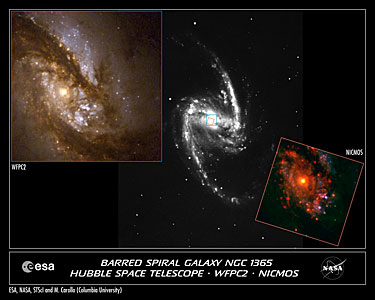 NICMOS
WFPC2
esa
BARRED SPIRAL GALAXY NGC 1365
HUBBLE SPACE TELESCOPE • WFPC2 • NICMOS
NASA
ESA, NASA, STScI and M. Carollo (Columbia University)